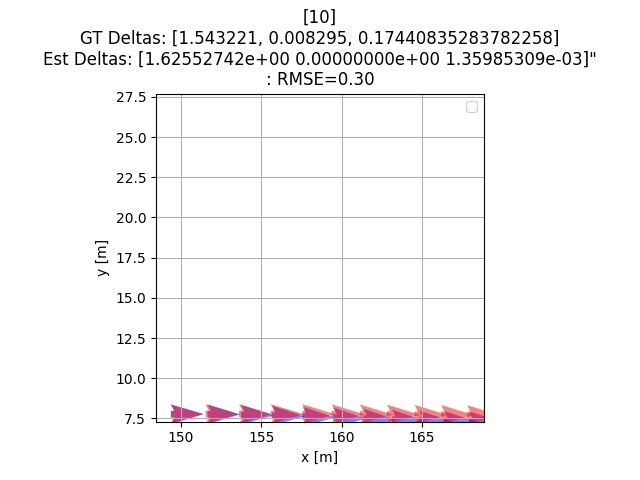 [10]
GT Deltas: [1.543221, 0.008295, 0.17440835283782258]
Est Deltas: [1.62552742e+00 0.00000000e+00 1.35985309e-03]"
: RMSE=0.30
27.5
25.0
22.5
20.0
17.5
15.0
12.5
10.0
7.5
y [m]
150 155 160 165
x [m]